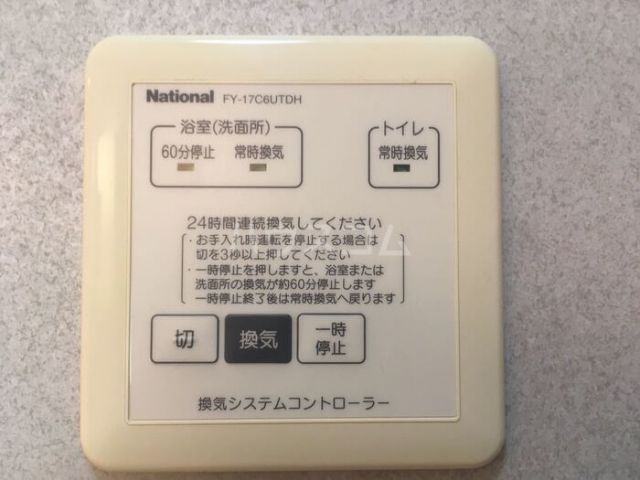 National FY-17C6UTDH
浴室(洗面所)
60分停止 常時換気
トイレ
常時換気
24時間連続換気してください
・お手入れ時運転を停止する場合は
切を3秒以上押してください
・一時停止を押しますと、浴室または
洗面所の換気が約60分停止します
一時停止終了後は常時換気へ戻ります
切
換気
一時
停止
換気システムコントローラー